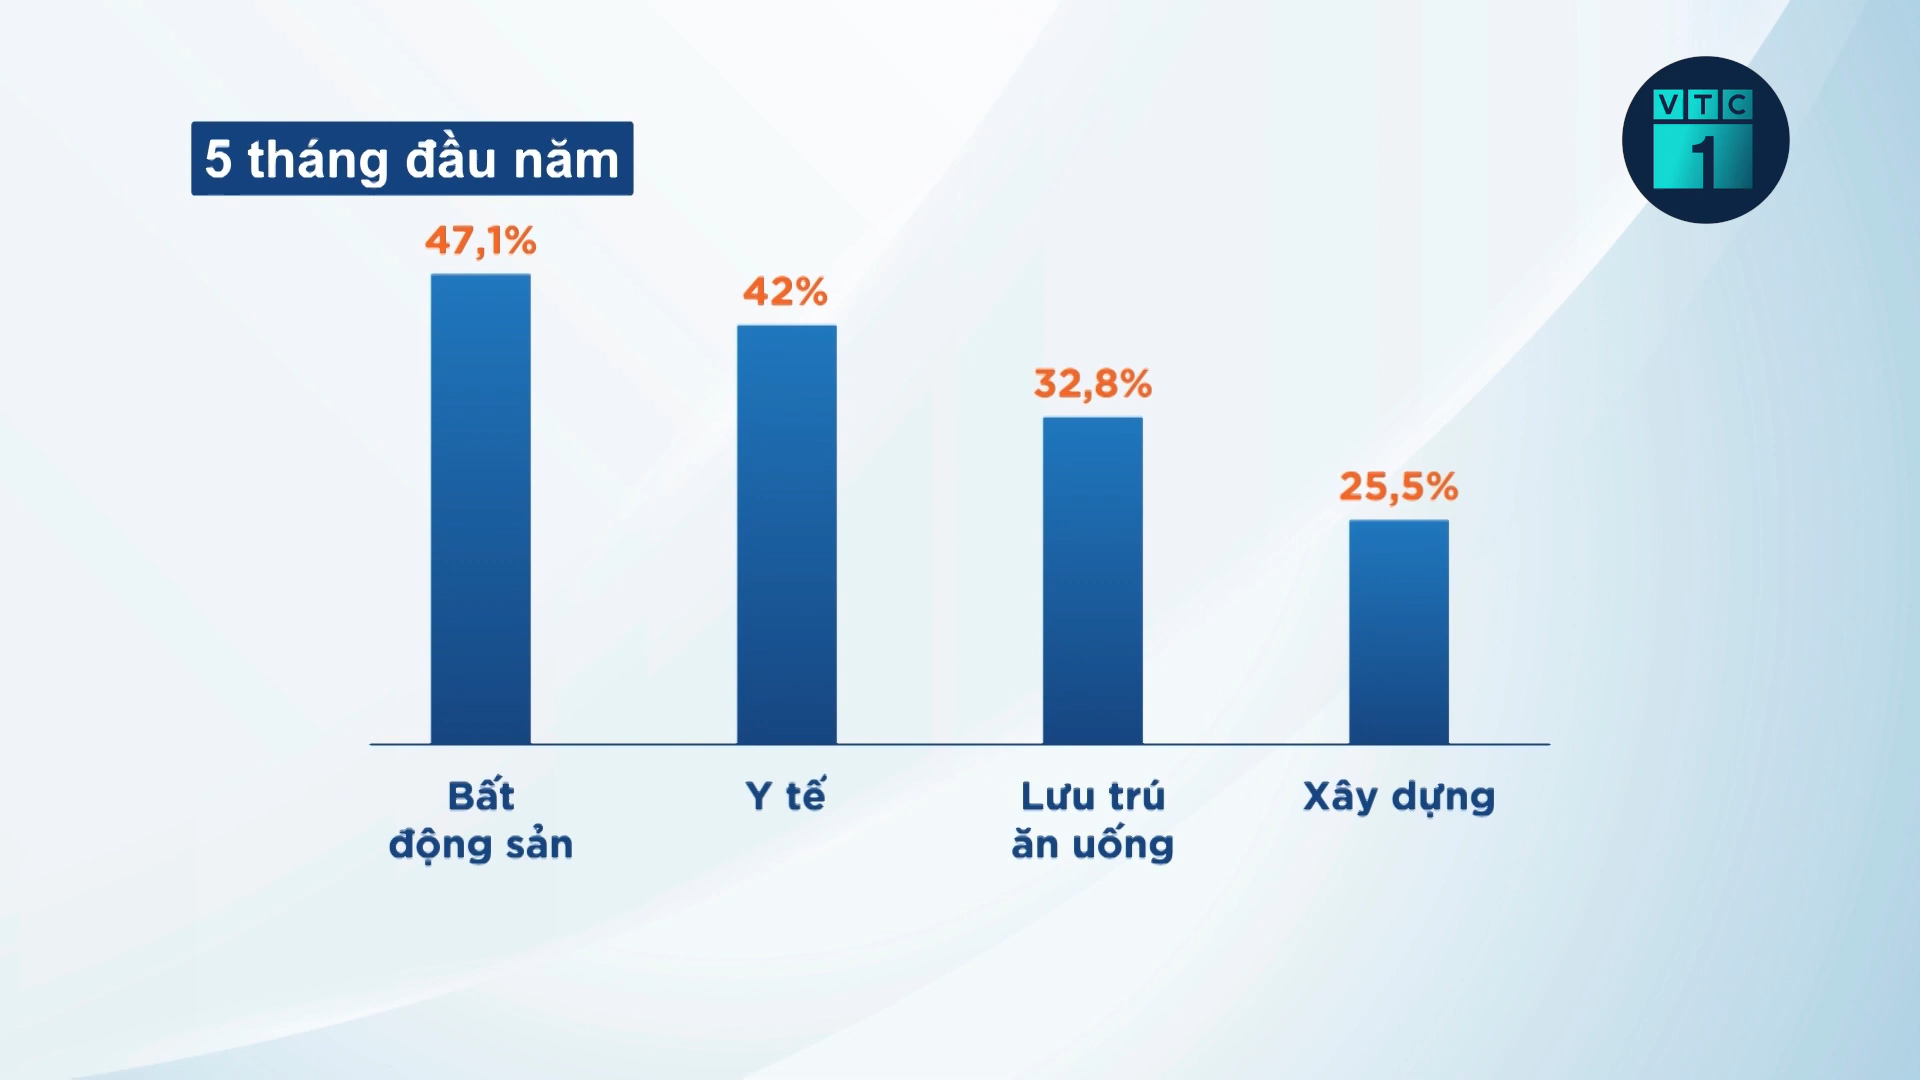 VTC
1
5 tháng đầu năm
47,1%
42%
32,8%
25,5%
Bất
động sản
Y tế
Lưu trú
ăn uống
Xây dựng